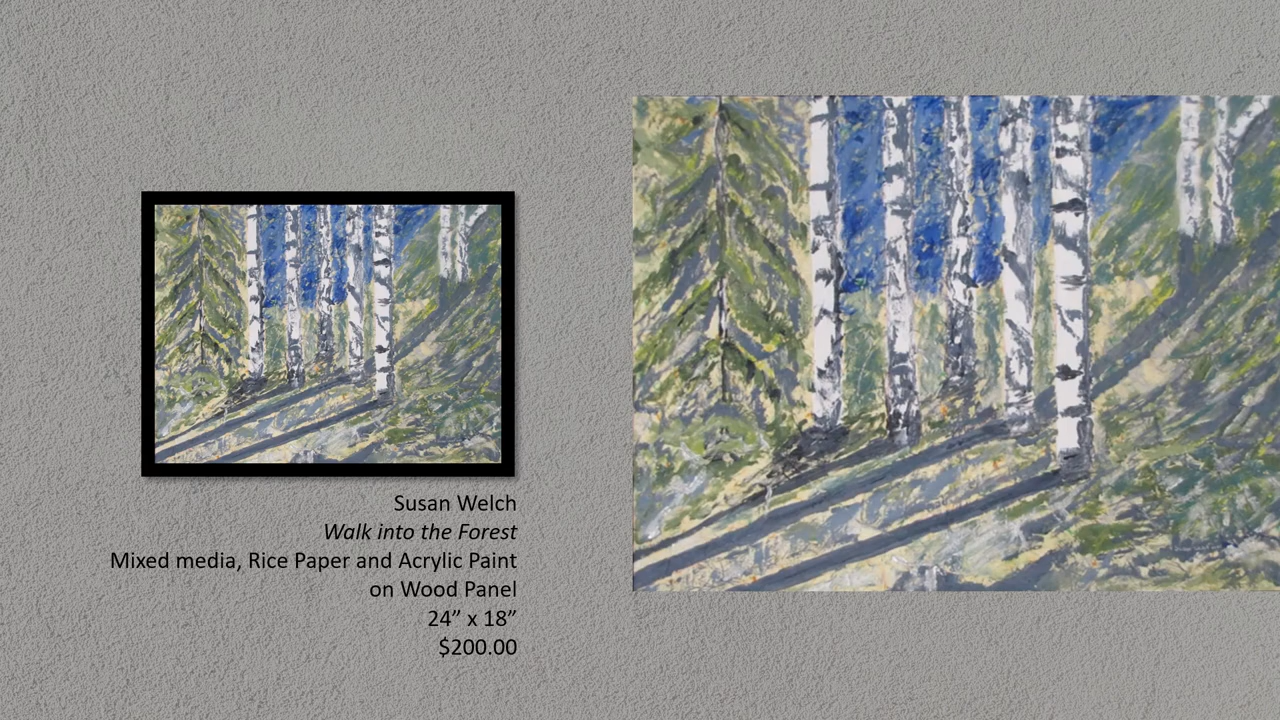 Susan Welch
Walk into the Forest
Mixed media, Rice Paper and Acrylic Paint
on Wood Panel
24” x 18”
$200.00